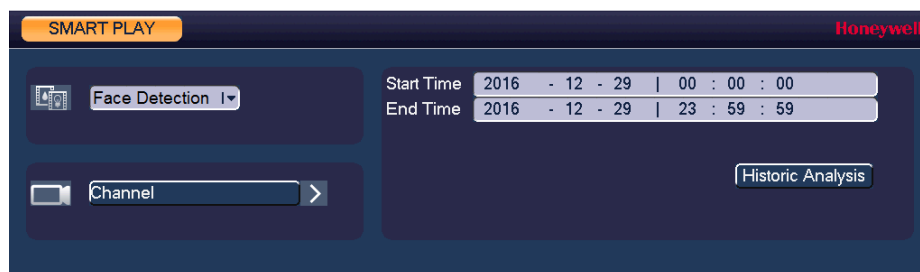 SMART PLAY
Honeywell
Face Detection
Start Time 2016 - 12 - 29 | 00 : 00 : 00
End Time 2016 - 12 - 29 | 23 : 59 : 59
Channel
Historic Analysis